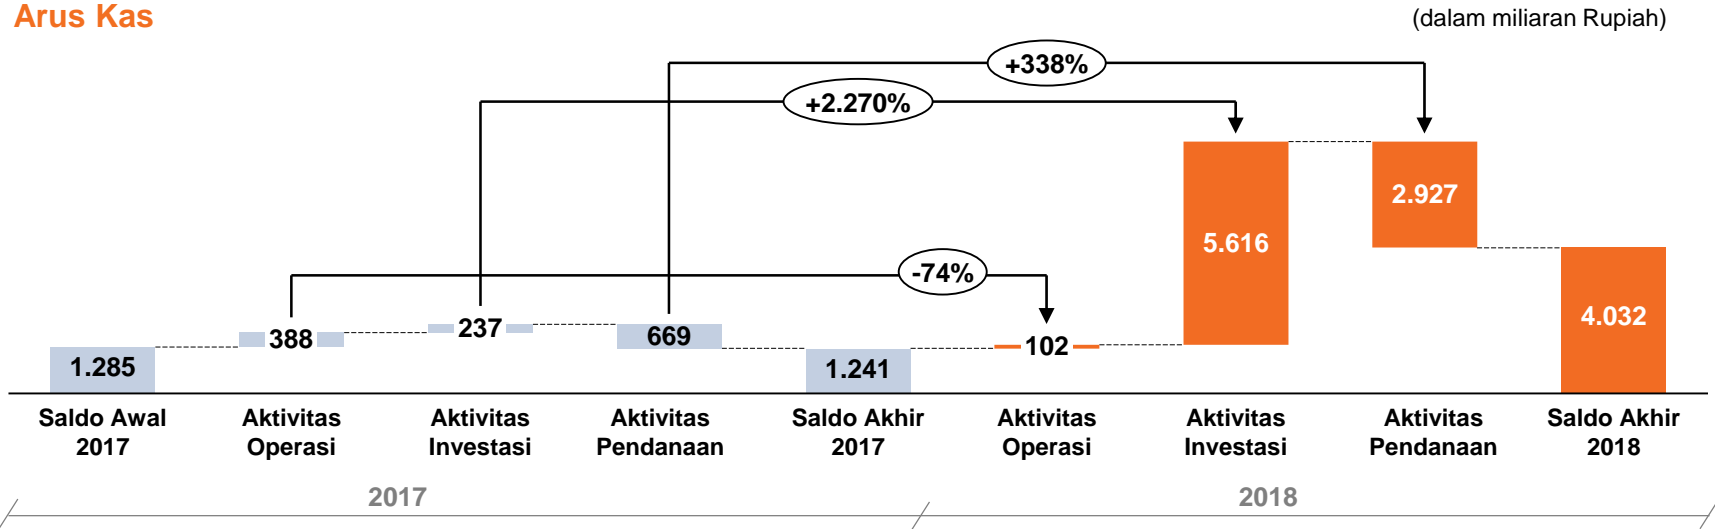 Arus Kas
(dalam miliaran Rupiah)
+338%
+2.270%
-74%
1.285
388
237
669
1.241
102
5.616
2.927
4.032
Saldo Awal
2017
Aktivitas
Operasi
Aktivitas
Investasi
Aktivitas
Pendanaan
Saldo Akhir
2017
Aktivitas
Operasi
Aktivitas
Investasi
Aktivitas
Pendanaan
Saldo Akhir
2018
2017
2018